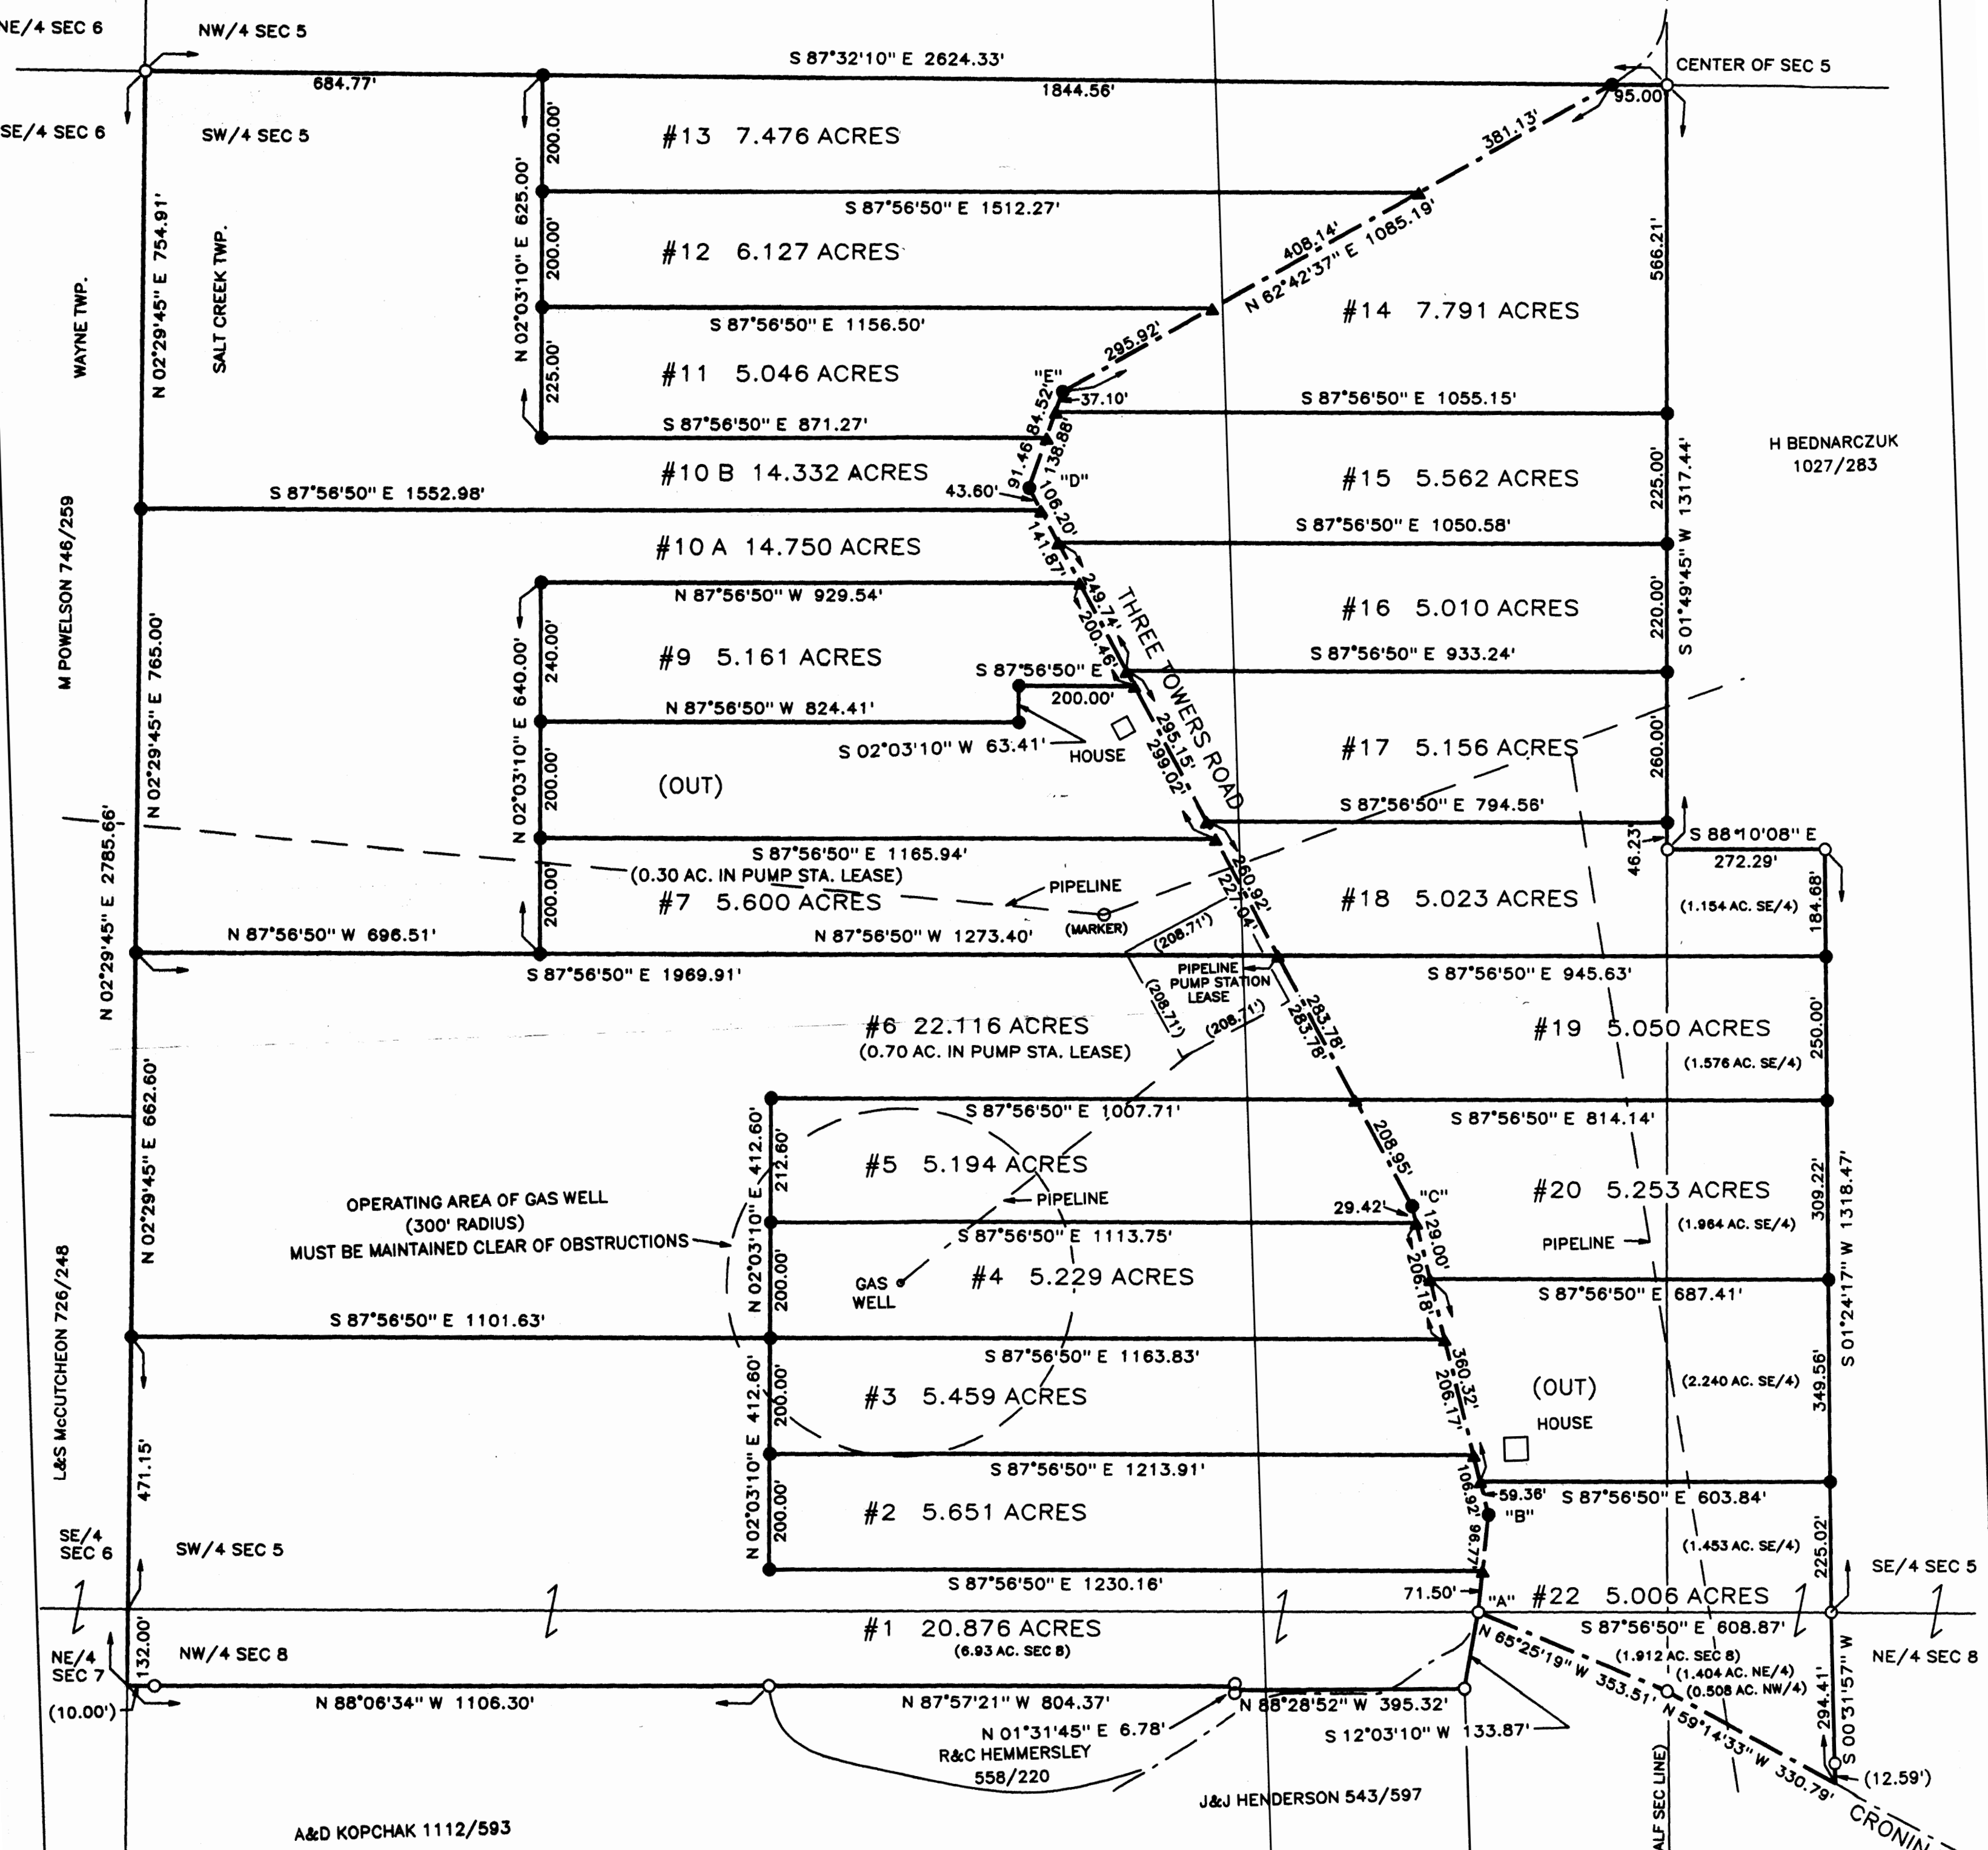 NE/4 SEC 6
NW/4 SEC 5
S 87°32'10" E 2624.33'
684.77'
1844.56'
95.00'
CENTER OF SEC 5
SE/4 SEC 6
SW/4 SEC 5
200.00'
#13 7.476 ACRES
381.13'
N 02°03'10" E 625.00'
S 87°56'50" E 1512.27'
N 02°29'45" E 754.91'
SALT CREEK TWP.
WAYNE TWP.
200.00'
#12 6.127 ACRES
408.14'
N 62°42'37" E 1085.19'
566.21'
S 87°56'50" E 1156.50'
#14 7.791 ACRES
225.00'
#11 5.046 ACRES
295.92'
"E"
37.10'
84.52'
S 87°56'50" E 1055.15'
S 87°56'50" E 871.27'
91.46'
138.88'
H BEDNARCZUK
1027/283
#10 B 14.332 ACRES
"D"
43.60'
106.20'
#15 5.562 ACRES
225.00'
S 01°49'45" W 1317.44'
S 87°56'50" E 1552.98'
M POWELSON 746/259
S 87°56'50" E 1050.58'
#10 A 14.750 ACRES
141.87'
N 87°56'50" W 929.54'
249.74'
THREE TOWERS ROAD
#16 5.010 ACRES
220.00'
N 02°29'45" E 765.00'
N 02°03'10" E 640.00'
240.00'
#9 5.161 ACRES
200.46'
S 87°56'50" E
200.00'
S 87°56'50" E 933.24'
N 87°56'50" W 824.41'
S 02°03'10" W 63.41'
HOUSE
295.15'
299.02'
#17 5.156 ACRES
260.00'
200.00'
(OUT)
S 87°56'50" E 794.56'
N 02°29'45" E 2785.66'
46.23'
S 88°10'08" E
272.29'
S 87°56'50" E 1165.94'
(0.30 AC. IN PUMP STA. LEASE)
PIPELINE
260.92'
227.04'
200.00'
#7 5.600 ACRES
(MARKER)
#18 5.023 ACRES
(1.154 AC. SE/4)
184.68'
N 87°56'50" W 696.51'
N 87°56'50" W 1273.40'
(208.71')
S 87°56'50" E 1969.91'
PIPELINE
PUMP STATION
LEASE
S 87°56'50" E 945.63'
(208.71')
(208.71')
283.78'
283.78'
#6 22.116 ACRES
(0.70 AC. IN PUMP STA. LEASE)
#19 5.050 ACRES
(1.576 AC. SE/4)
250.00'
N 02°29'45" E 662.60'
S 87°56'50" E 1007.71'
S 87°56'50" E 814.14'
N 02°03'10" E 412.60'
212.60'
#5 5.194 ACRES
208.95'
PIPELINE
"C"
29.42'
129.00'
#20 5.253 ACRES
(1.964 AC. SE/4)
309.22'
S 01°24'17" W 1318.47'
OPERATING AREA OF GAS WELL
(300' RADIUS)
MUST BE MAINTAINED CLEAR OF OBSTRUCTIONS
S 87°56'50" E 1113.75'
PIPELINE
L&S McCUTCHEON 726/248
200.00'
GAS
WELL
#4 5.229 ACRES
206.18'
S 87°56'50" E 687.41'
S 87°56'50" E 1101.63'
S 87°56'50" E 1163.83'
360.32'
206.17'
(OUT)
HOUSE
(2.240 AC. SE/4)
349.56'
N 02°03'10" E 412.60'
200.00'
#3 5.459 ACRES
471.15'
S 87°56'50" E 1213.91'
106.92'
59.36'
S 87°56'50" E 603.84'
"B"
200.00'
#2 5.651 ACRES
96.77'
(1.453 AC. SE/4)
225.02'
SE/4
SEC 6
SW/4 SEC 5
SE/4 SEC 5
S 87°56'50" E 1230.16'
71.50'
"A"
#22 5.006 ACRES
S 87°56'50" E 608.87'
#1 20.876 ACRES
(6.93 AC. SEC 8)
N 65°25'19" W 353.51'
(1.912 AC. SEC 8)
(1.404 AC. NE/4)
(0.508 AC. NW/4)
NE/4
SEC 7
NW/4 SEC 8
132.00'
NE/4 SEC 8
(10.00')
N 88°06'34" W 1106.30'
N 87°57'21" W 804.37'
N 88°28'52" W 395.32'
N 01°31'45" E 6.78'
S 12°03'10" W 133.87'
294.41'
S 00°31'57" W
N 59°14'33" W 330.79'
(12.59')
R&C HEMMERSLEY
558/220
J&J HENDERSON 543/597
A&D KOPCHAK 1112/593
ALF SEC LINE)
CRONIN